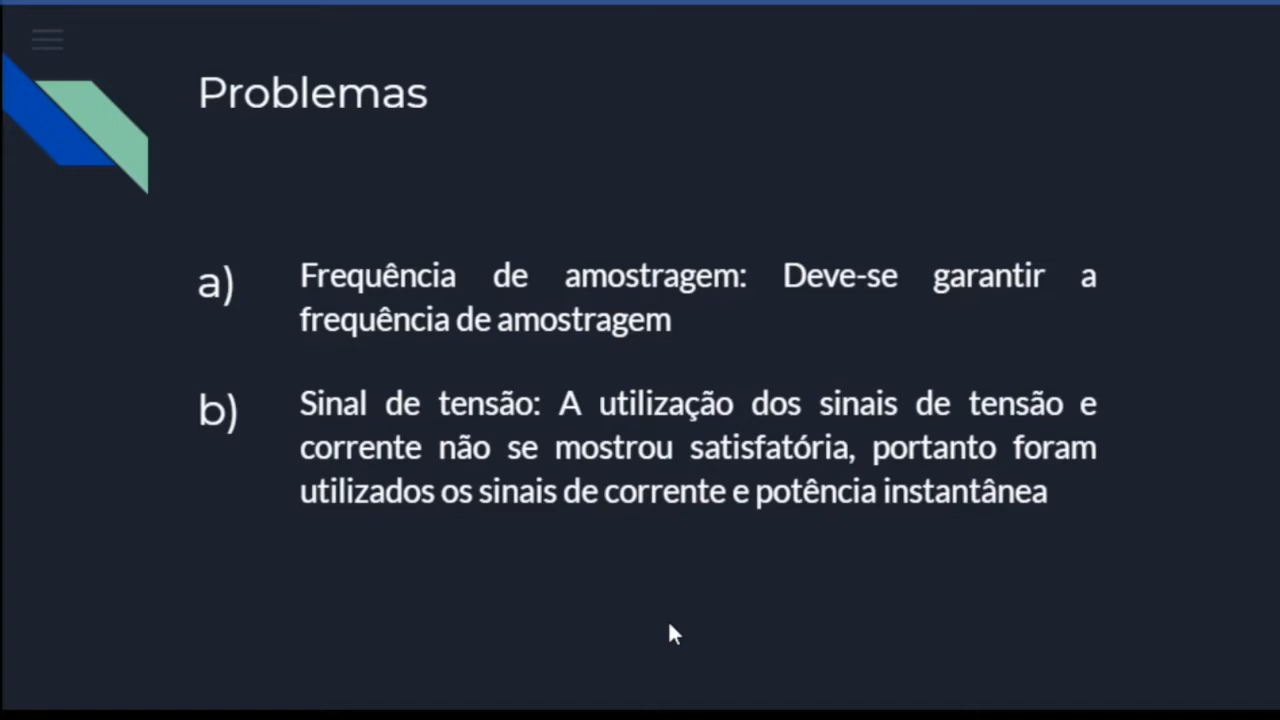 Problemas
a) Frequência de amostragem: Deve-se garantir a
frequência de amostragem
b) Sinal de tensão: A utilização dos sinais de tensão e
corrente não se mostrou satisfatória, portanto foram
utilizados os sinais de corrente e potência instantânea